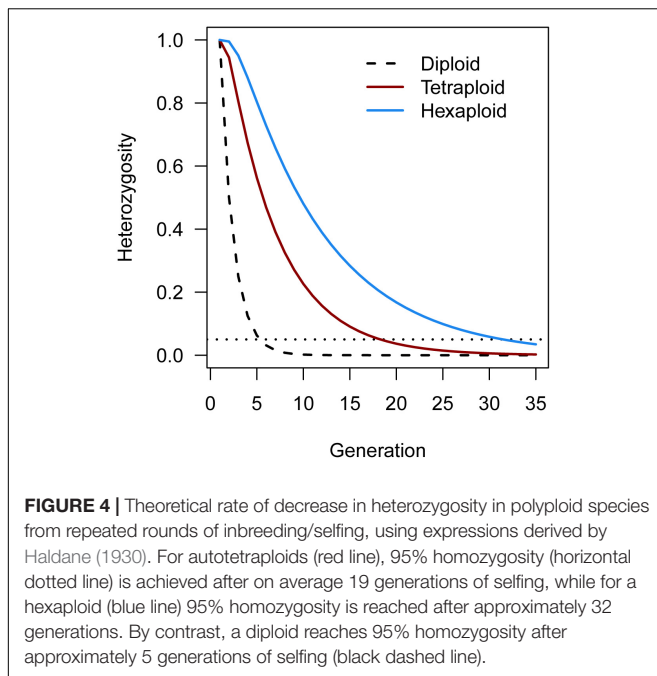 1.0
0.8
0.6
0.4
0.2
0.0
Heterozygosity
Diploid
Tetraploid
Hexaploid
0 5 10 15 20 25 30 35
Generation
FIGURE 4 | Theoretical rate of decrease in heterozygosity in polyploid species
from repeated rounds of inbreeding/selfing, using expressions derived by
Haldane (1930). For autotetraploids (red line), 95% homozygosity (horizontal
dotted line) is achieved after on average 19 generations of selfing, while for a
hexaploid (blue line) 95% homozygosity is reached after approximately 32
generations. By contrast, a diploid reaches 95% homozygosity after
approximately 5 generations of selfing (black dashed line).